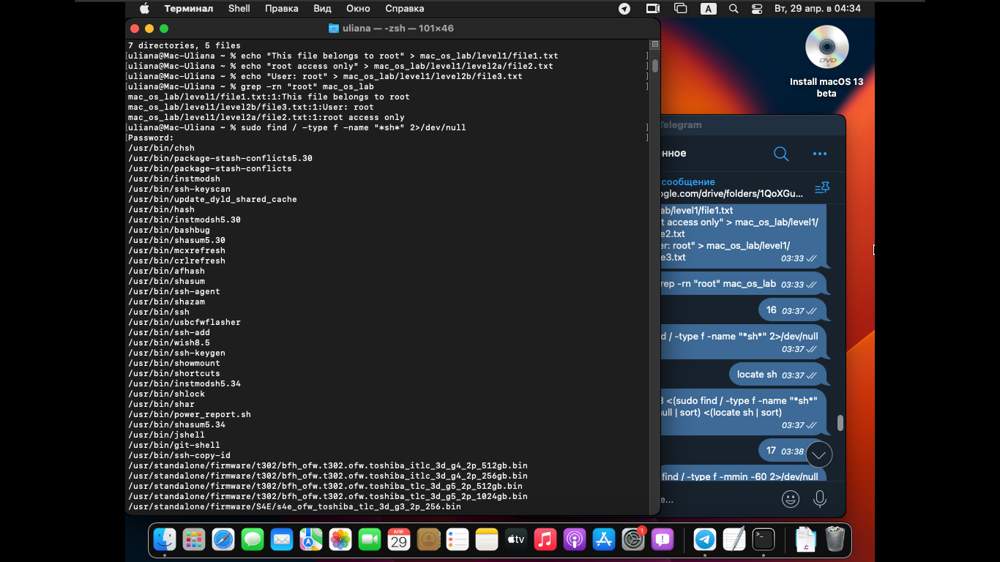 Терминал Shell Правка Вид Окно Справка A Вт, 29 апр. в 04:34
uliana — -zsh — 101×46
7 directories, 5 files
[uliana@Mac-Uliana ~ % echo "This file belongs to root" > mac_os_lab/level1/file1.txt ]
[uliana@Mac-Uliana ~ % echo "root access only" > mac_os_lab/level1/level2a/file2.txt ]
[uliana@Mac-Uliana ~ % echo "User: root" > mac_os_lab/level1/level2b/file3.txt ]
[uliana@Mac-Uliana ~ % grep -rn "root" mac_os_lab ]
mac_os_lab/level1/file1.txt:1:This file belongs to root
mac_os_lab/level1/level2b/file3.txt:1:User: root
mac_os_lab/level1/level2a/file2.txt:1:root access only
[uliana@Mac-Uliana ~ % sudo find / -type f -name "*sh*" 2>/dev/null ]
[Password: ]
/usr/bin/chsh
/usr/bin/package-stash-conflicts5.30
/usr/bin/package-stash-conflicts
/usr/bin/instmodsh
/usr/bin/ssh-keyscan
/usr/bin/update_dyld_shared_cache
/usr/bin/hash
/usr/bin/instmodsh5.30
/usr/bin/bashbug
/usr/bin/shasum5.30
/usr/bin/mcxrefresh
/usr/bin/crlrefresh
/usr/bin/afhash
/usr/bin/shasum
/usr/bin/ssh-agent
/usr/bin/shazam
/usr/bin/ssh
/usr/bin/usbcfwflasher
/usr/bin/ssh-add
/usr/bin/wish8.5
/usr/bin/ssh-keygen
/usr/bin/showmount
/usr/bin/shortcuts
/usr/bin/instmodsh5.34
/usr/bin/shlock
/usr/bin/shar
/usr/bin/power_report.sh
/usr/bin/shasum5.34
/usr/bin/jshell
/usr/bin/git-shell
/usr/bin/ssh-copy-id
/usr/standalone/firmware/t302/bfh_ofw.t302.ofw.toshiba_itlc_3d_g4_2p_512gb.bin
/usr/standalone/firmware/t302/bfh_ofw.t302.ofw.toshiba_itlc_3d_g4_2p_256gb.bin
/usr/standalone/firmware/t302/bfh_ofw.t302.ofw.toshiba_tlc_3d_g5_2p_512gb.bin
/usr/standalone/firmware/t302/bfh_ofw.t302.ofw.toshiba_tlc_3d_g5_2p_1024gb.bin
/usr/standalone/firmware/S4E/s4e_ofw_toshiba_tlc_3d_g3_2p_256.bin
DVD
Install macOS 13
beta
Telegram
нное
сообщение
ogle.com/drive/folders/1QoXGu...
ab/level1/file1.txt
t access only" > mac_os_lab/level1/
e2.txt
er: root" > mac_os_lab/level1/
e3.txt 03:33
rep -rn "root" mac_os_lab 03:33
16 03:37
d / -type f -name "*sh*" 2>/dev/null
03:37
locate sh 03:37
3 <(sudo find / -type f -name "*sh*"
null | sort) <(locate sh | sort)
03:37
17 03:38
find / -type f -mmin -60 2>/dev/null
e...
АПР.
29
tv
1
>_
.c